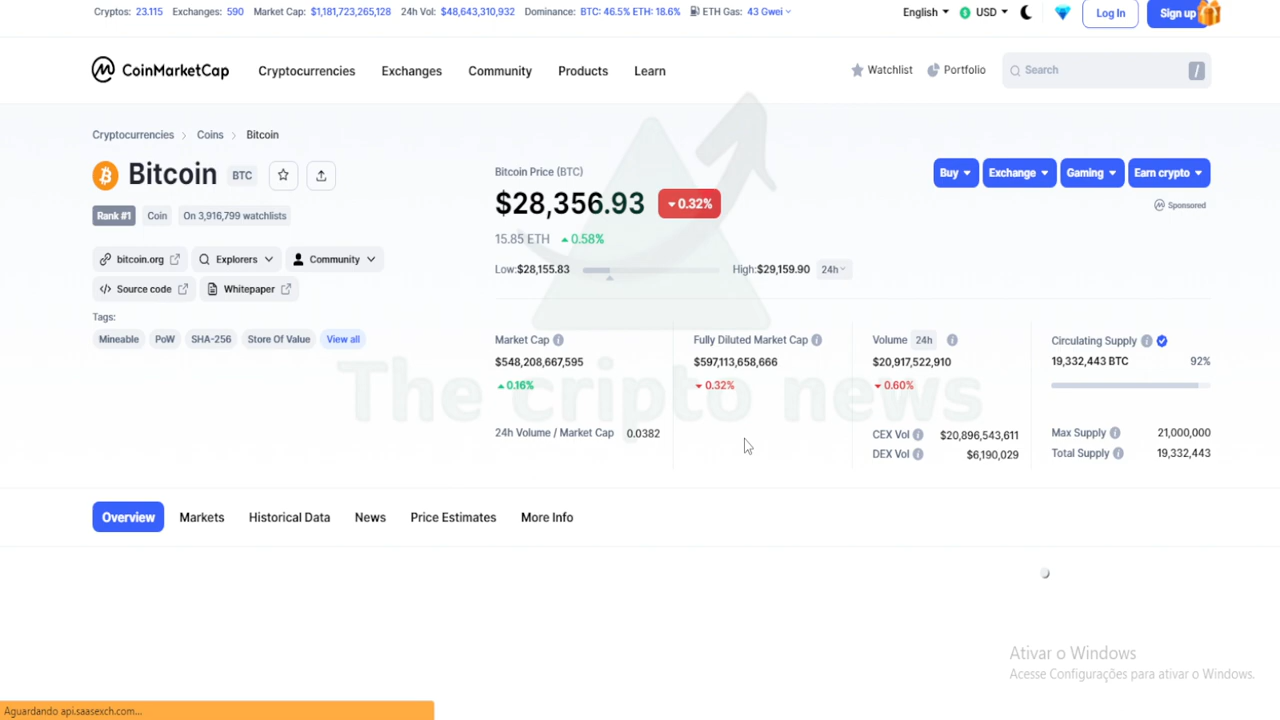 Cryptos: 23.115 Exchanges: 590 Market Cap: $1,181,723,265,128 24h Vol: $48,643,310,932 Dominance: BTC: 46.5% ETH: 18.6% ETH Gas: 43 Gwei English USD Log In Sign up
CoinMarketCap Cryptocurrencies Exchanges Community Products Learn Watchlist Portfolio Search /
Cryptocurrencies Coins Bitcoin
Bitcoin BTC
Rank #1 Coin On 3,916,799 watchlists
bitcoin.org Explorers Community
Source code Whitepaper
Tags:
Mineable PoW SHA-256 Store Of Value View all
Bitcoin Price (BTC)
$28,356.93 0.32%
15.85 ETH 0.58%
Low:$28,155.83 High:$29,159.90 24h
Buy Exchange Gaming Earn crypto
Sponsored
Market Cap
$548,208,667,595
0.16%
24h Volume / Market Cap 0.0382
Fully Diluted Market Cap
$597,113,658,666
0.32%
Volume 24h
$20,917,522,910
0.60%
CEX Vol $20,896,543,611
DEX Vol $6,190,029
Circulating Supply
19,332,443 BTC 92%
Max Supply 21,000,000
Total Supply 19,332,443
The cripto news
Overview Markets Historical Data News Price Estimates More Info
Ativar o Windows
Acesse Configurações para ativar o Windows.
Aguardando api.saasexch.com...